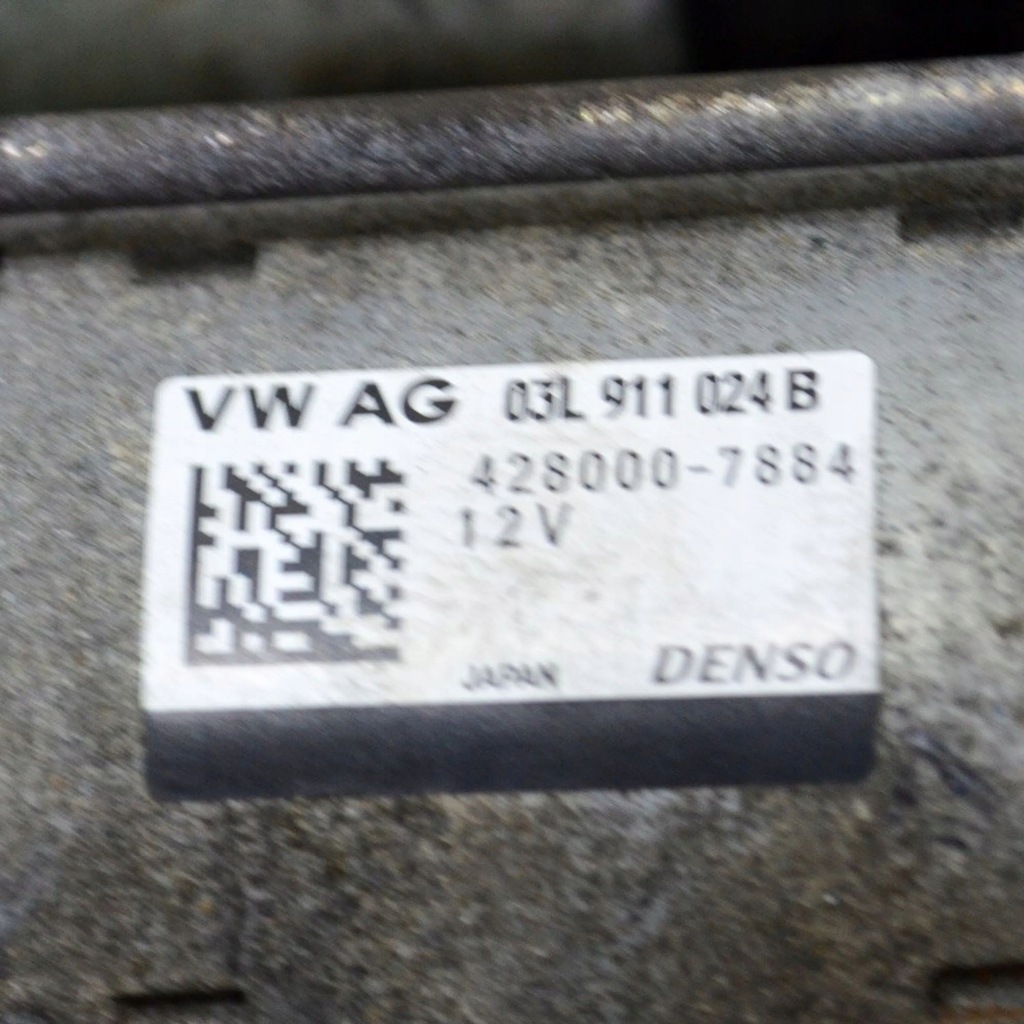 VW AG 03L 911 024 B
428000-7884
12V
JAPAN DENSO